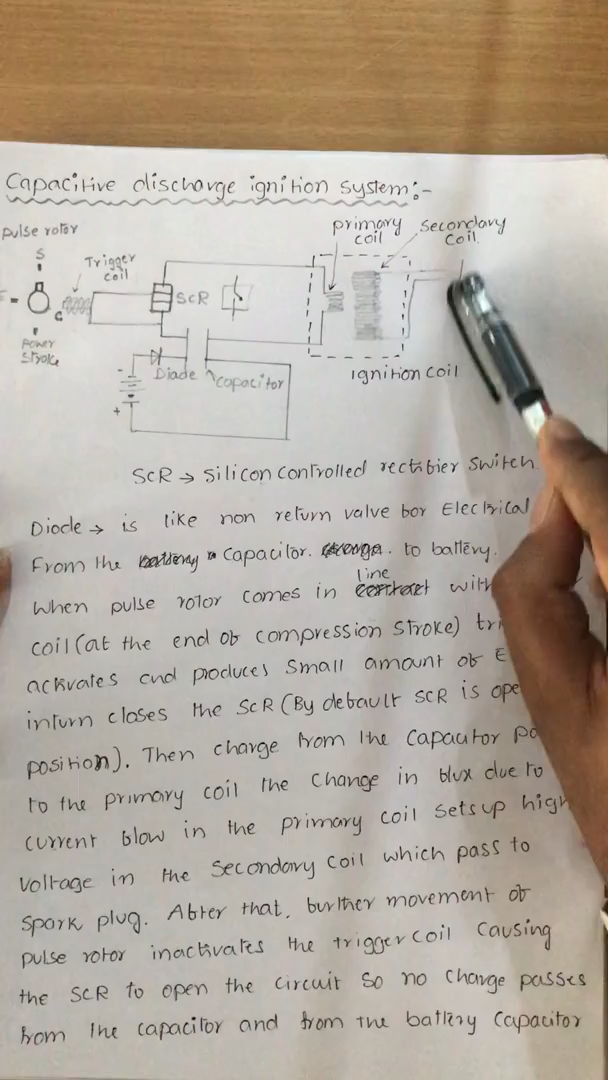 Capacitive discharge ignition system:-
pulse rotor
S
Trigger
coil
C
power
stroke
SCR
Diode
capacitor
-
+
primary
coil
secondary
coil.
Ignition coil
SCR → silicon controlled rectifier switch
Diode → is like non return valve for Electrical
From the capacitor. to battery.
When pulse rotor comes in line with
coil (at the end of compression stroke)
activates and produces small amount of
inturn closes the SCR (By default SCR is
position). Then charge from the capacitor
to the primary coil the change in flux due to
current flow in the primary coil sets up high
voltage in the secondary coil which pass to
spark plug. After that, further movement of
pulse rotor inactivates the trigger coil causing
the SCR to open the circuit so no charge passes
from the capacitor and from the battery capacitor